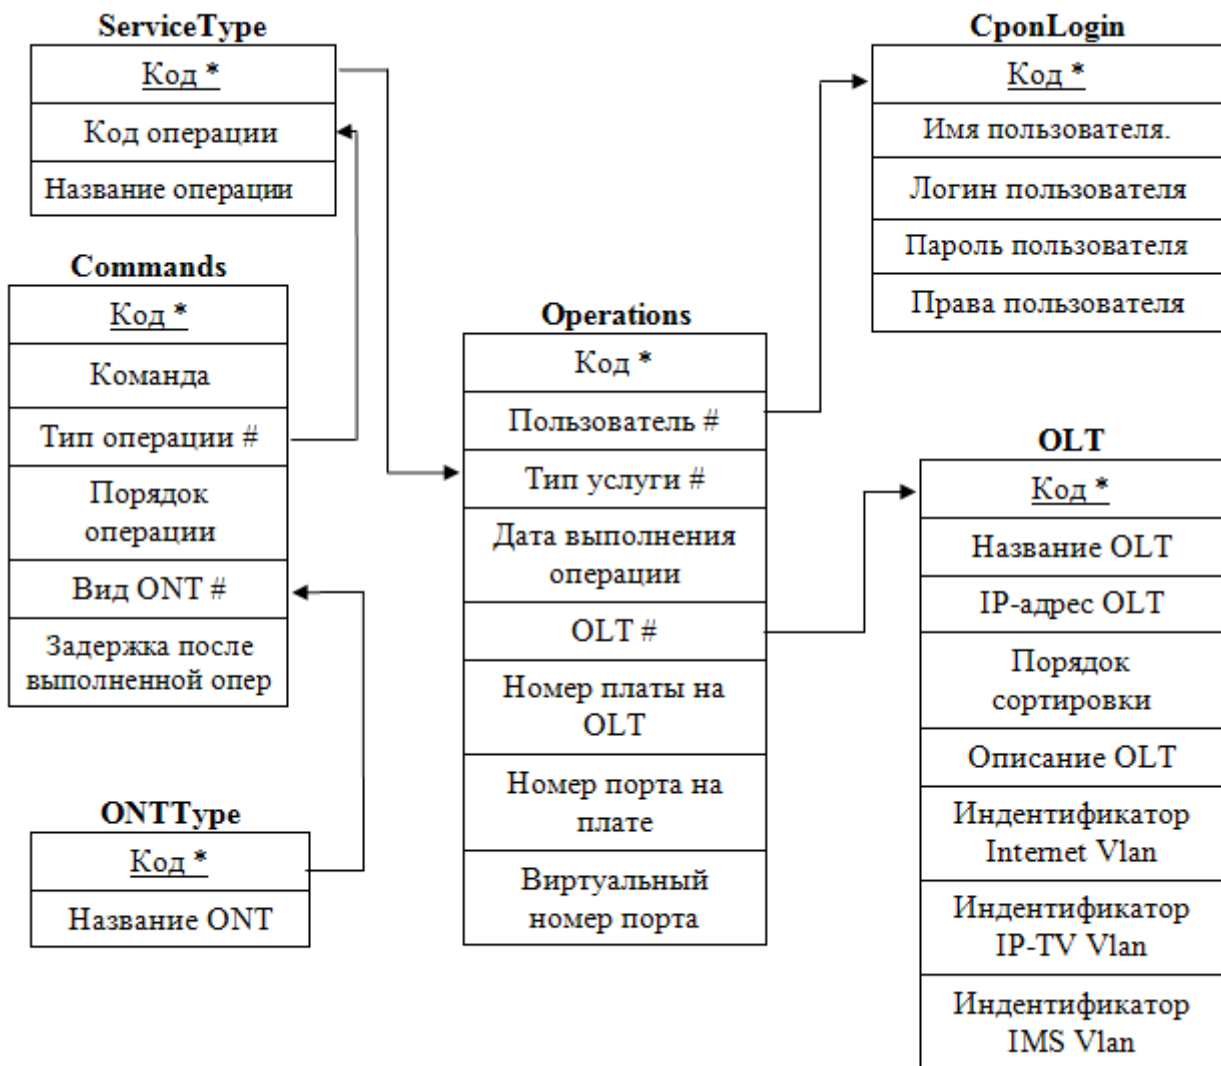 ServiceType
Код *
Код операции
Название операции
Commands
Код *
Команда
Тип операции #
Порядок
операции
Вид ONT #
Задержка после
выполненной опер
ONTType
Код *
Название ONT
Operations
Код *
Пользователь #
Тип услуги #
Дата выполнения
операции
OLT #
Номер платы на
OLT
Номер порта на
плате
Виртуальный
номер порта
CponLogin
Код *
Имя пользователя.
Логин пользователя
Пароль пользователя
Права пользователя
OLT
Код *
Название OLT
IP-адрес OLT
Порядок
сортировки
Описание OLT
Индентификатор
Internet Vlan
Индентификатор
IP-TV Vlan
Индентификатор
IMS Vlan